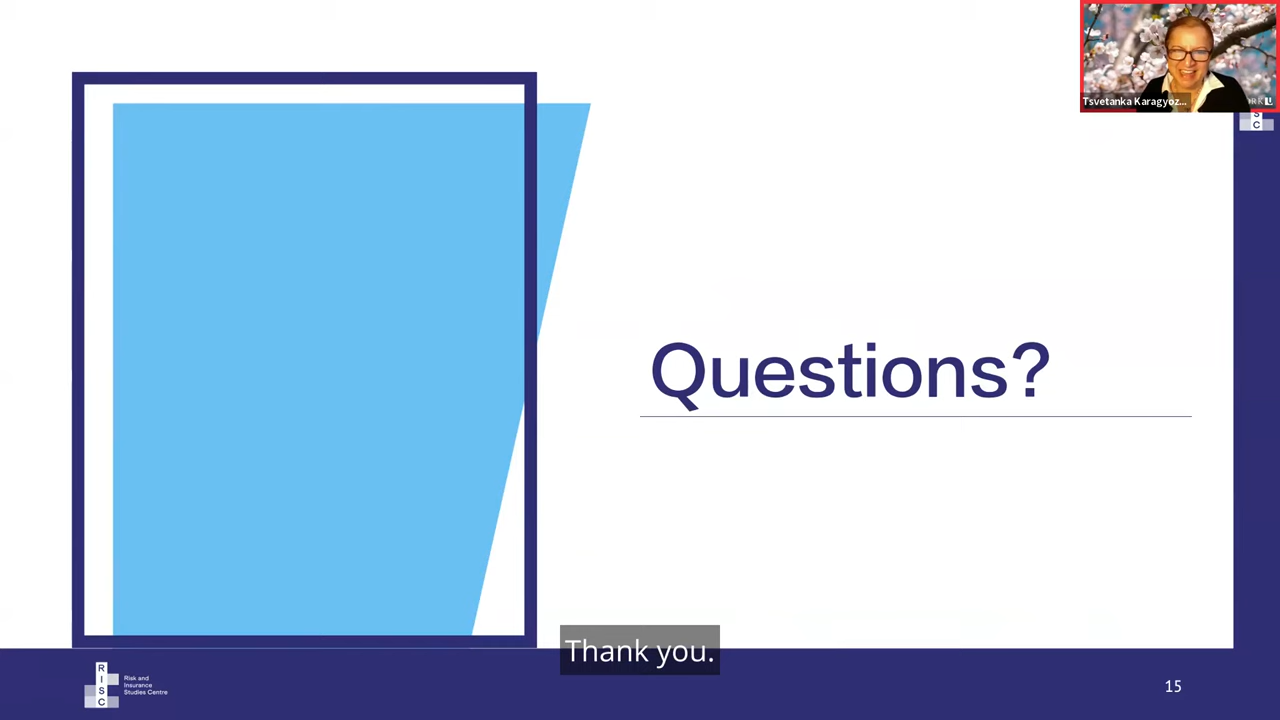 Tsvetanka Karagyoz...
S
C
Questions?
Thank you.
R
I
S
C
Risk and
Insurance
Studies Centre
15